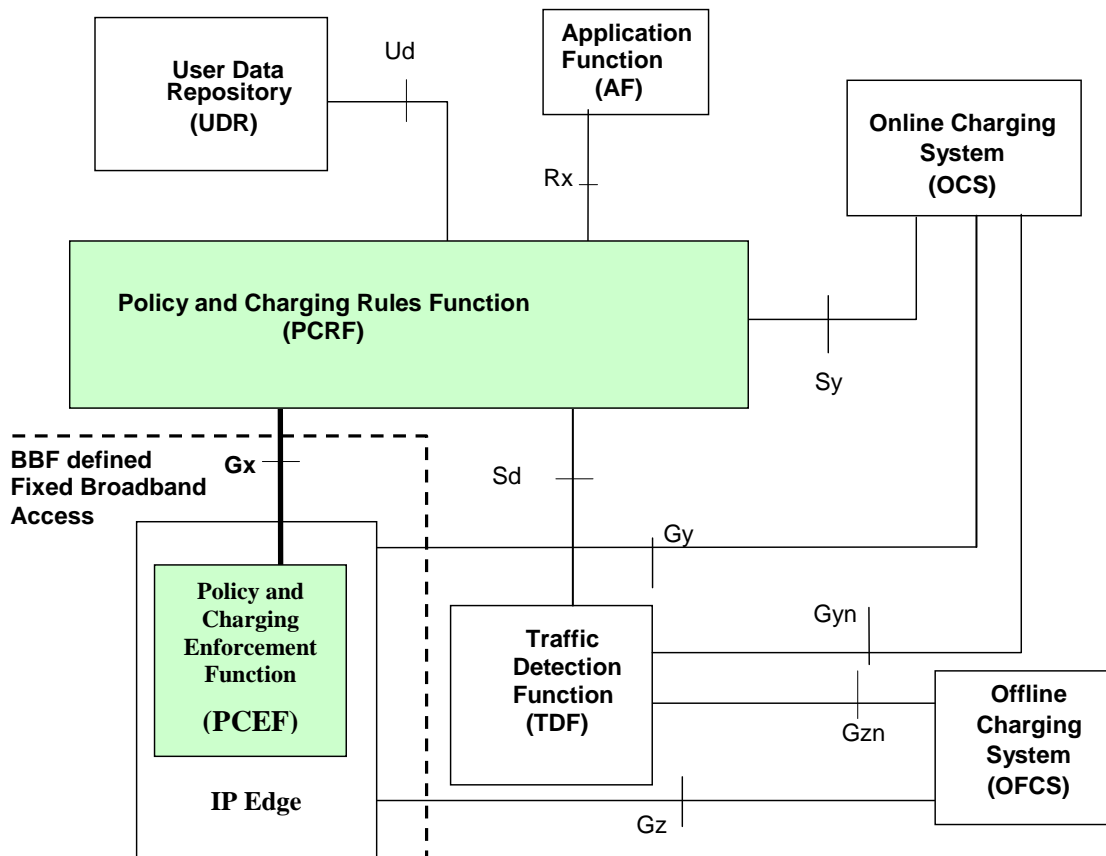 User Data
Repository
(UDR)
Ud
Application
Function
(AF)
Rx
Online Charging
System
(OCS)
Policy and Charging Rules Function
(PCRF)
Sy
BBF defined
Fixed Broadband
Access
Gx
Sd
Gy
Policy and
Charging
Enforcement
Function
(PCEF)
IP Edge
Traffic
Detection
Function
(TDF)
Gyn
Gzn
Offline
Charging
System
(OFCS)
Gz